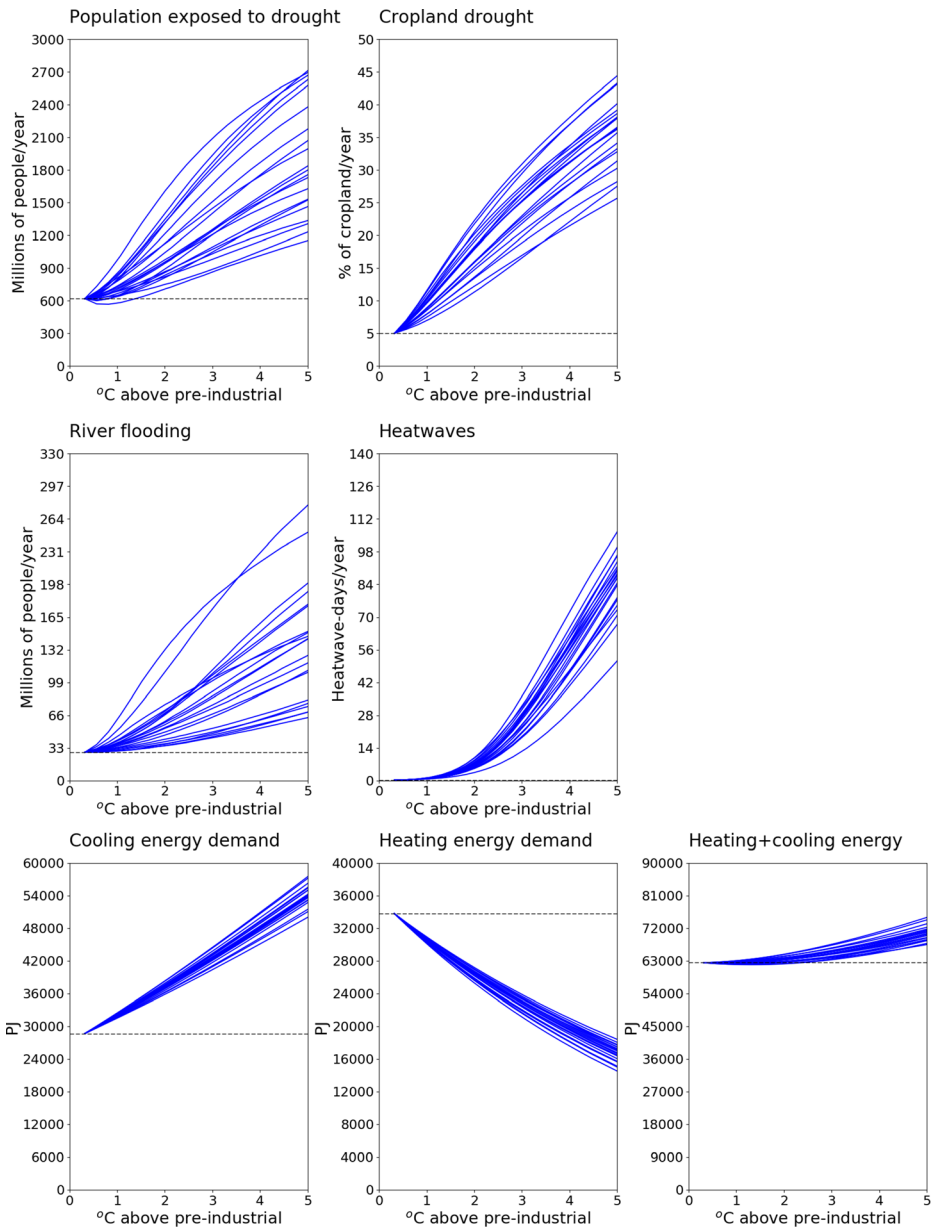 Population exposed to drought
Millions of people/year
3000
2700
2400
2100
1800
1500
1200
900
600
300
0
0 1 2 3 4 5
°C above pre-industrial
Cropland drought
% of cropland/year
50
45
40
35
30
25
20
15
10
5
0
0 1 2 3 4 5
°C above pre-industrial
River flooding
Millions of people/year
330
297
264
231
198
165
132
99
66
33
0
0 1 2 3 4 5
°C above pre-industrial
Heatwaves
Heatwave-days/year
140
126
112
98
84
70
56
42
28
14
0
0 1 2 3 4 5
°C above pre-industrial
Cooling energy demand
PJ
60000
54000
48000
42000
36000
30000
24000
18000
12000
6000
0
0 1 2 3 4 5
°C above pre-industrial
Heating energy demand
PJ
40000
36000
32000
28000
24000
20000
16000
12000
8000
4000
0
0 1 2 3 4 5
°C above pre-industrial
Heating+cooling energy
PJ
90000
81000
72000
63000
54000
45000
36000
27000
18000
9000
0
0 1 2 3 4 5
°C above pre-industrial